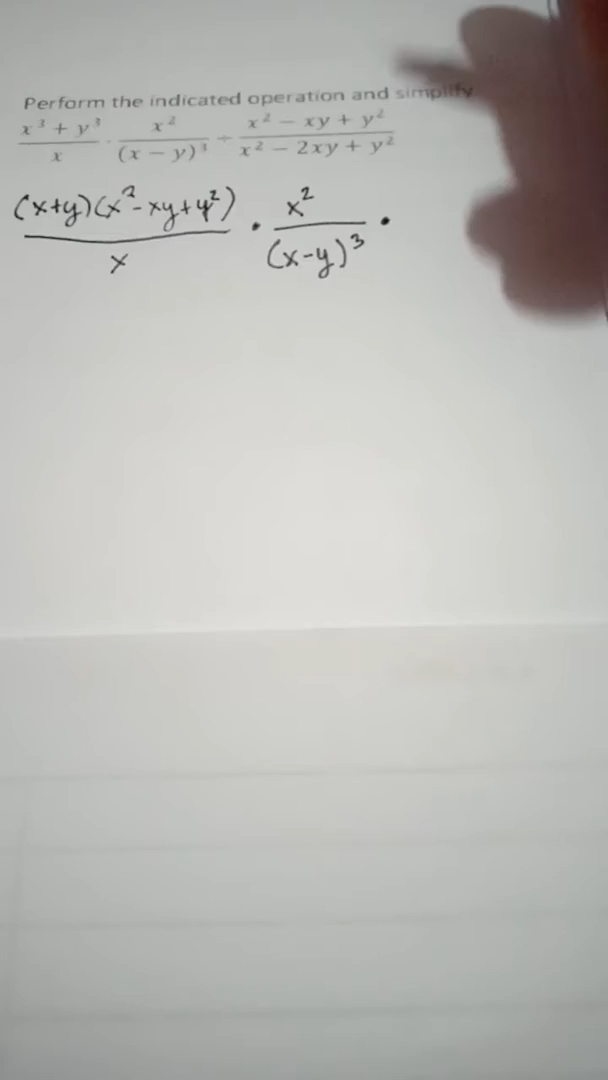 Perform the indicated operation and simplify
x³ + y³ / x · x² / (x − y)³ ÷ x² − xy + y² / x² − 2xy + y²
(x+y)(x²-xy+y²) / x · x² / (x-y)³ ·